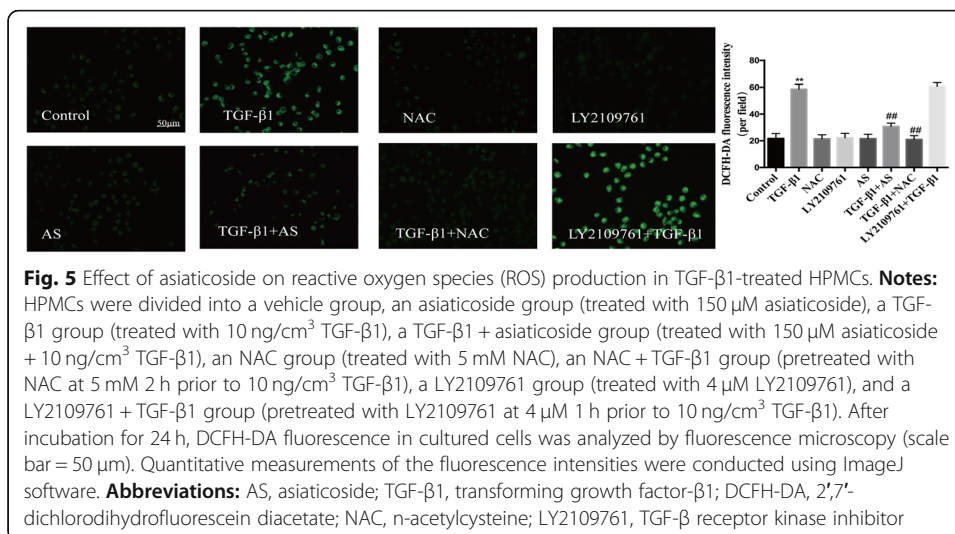 Control
50μm
TGF-β1
NAC
LY2109761
AS
TGF-β1+AS
TGF-β1+NAC
LY2109761+TGF-β1
DCFH-DA fluorescence intensity
(per field)
80
60
40
20
0
**
##
##
Control
TGF-β1
NAC
LY2109761
AS
TGF-β1+AS
TGF-β1+NAC
LY2109761+TGF-β1
Fig. 5 Effect of asiaticoside on reactive oxygen species (ROS) production in TGF-β1-treated HPMCs. Notes:
HPMCs were divided into a vehicle group, an asiaticoside group (treated with 150 μM asiaticoside), a TGF-
β1 group (treated with 10 ng/cm³ TGF-β1), a TGF-β1 + asiaticoside group (treated with 150 μM asiaticoside
+ 10 ng/cm³ TGF-β1), an NAC group (treated with 5 mM NAC), an NAC + TGF-β1 group (pretreated with
NAC at 5 mM 2 h prior to 10 ng/cm³ TGF-β1), a LY2109761 group (treated with 4 μM LY2109761), and a
LY2109761 + TGF-β1 group (pretreated with LY2109761 at 4 μM 1 h prior to 10 ng/cm³ TGF-β1). After
incubation for 24 h, DCFH-DA fluorescence in cultured cells was analyzed by fluorescence microscopy (scale
bar = 50 μm). Quantitative measurements of the fluorescence intensities were conducted using ImageJ
software. Abbreviations: AS, asiaticoside; TGF-β1, transforming growth factor-β1; DCFH-DA, 2′,7′-
dichlorodihydrofluorescein diacetate; NAC, n-acetylcysteine; LY2109761, TGF-β receptor kinase inhibitor